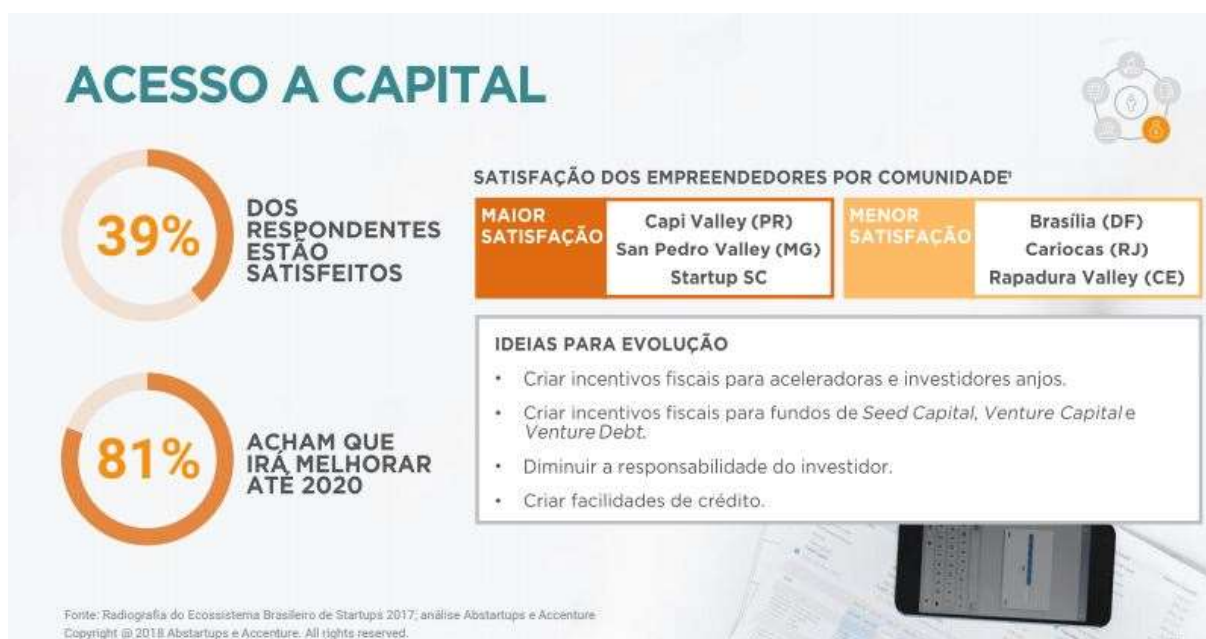 ACESSO A CAPITAL
39%
DOS
RESPONDENTES
ESTÃO
SATISFEITOS
81%
ACHAM QUE
IRÁ MELHORAR
ATÉ 2020
SATISFAÇÃO DOS EMPREENDEDORES POR COMUNIDADE¹
MAIOR
SATISFAÇÃO
Capi Valley (PR)
San Pedro Valley (MG)
Startup SC
MENOR
SATISFAÇÃO
Brasília (DF)
Cariocas (RJ)
Rapadura Valley (CE)
IDEIAS PARA EVOLUÇÃO
• Criar incentivos fiscais para aceleradoras e investidores anjos.
• Criar incentivos fiscais para fundos de Seed Capital, Venture Capital e
Venture Debt.
• Diminuir a responsabilidade do investidor.
• Criar facilidades de crédito.
Fonte: Radiografia do Ecossistema Brasileiro de Startups 2017; análise Abstartups e Accenture
Copyright @ 2018 Abstartups e Accenture. All rights reserved.